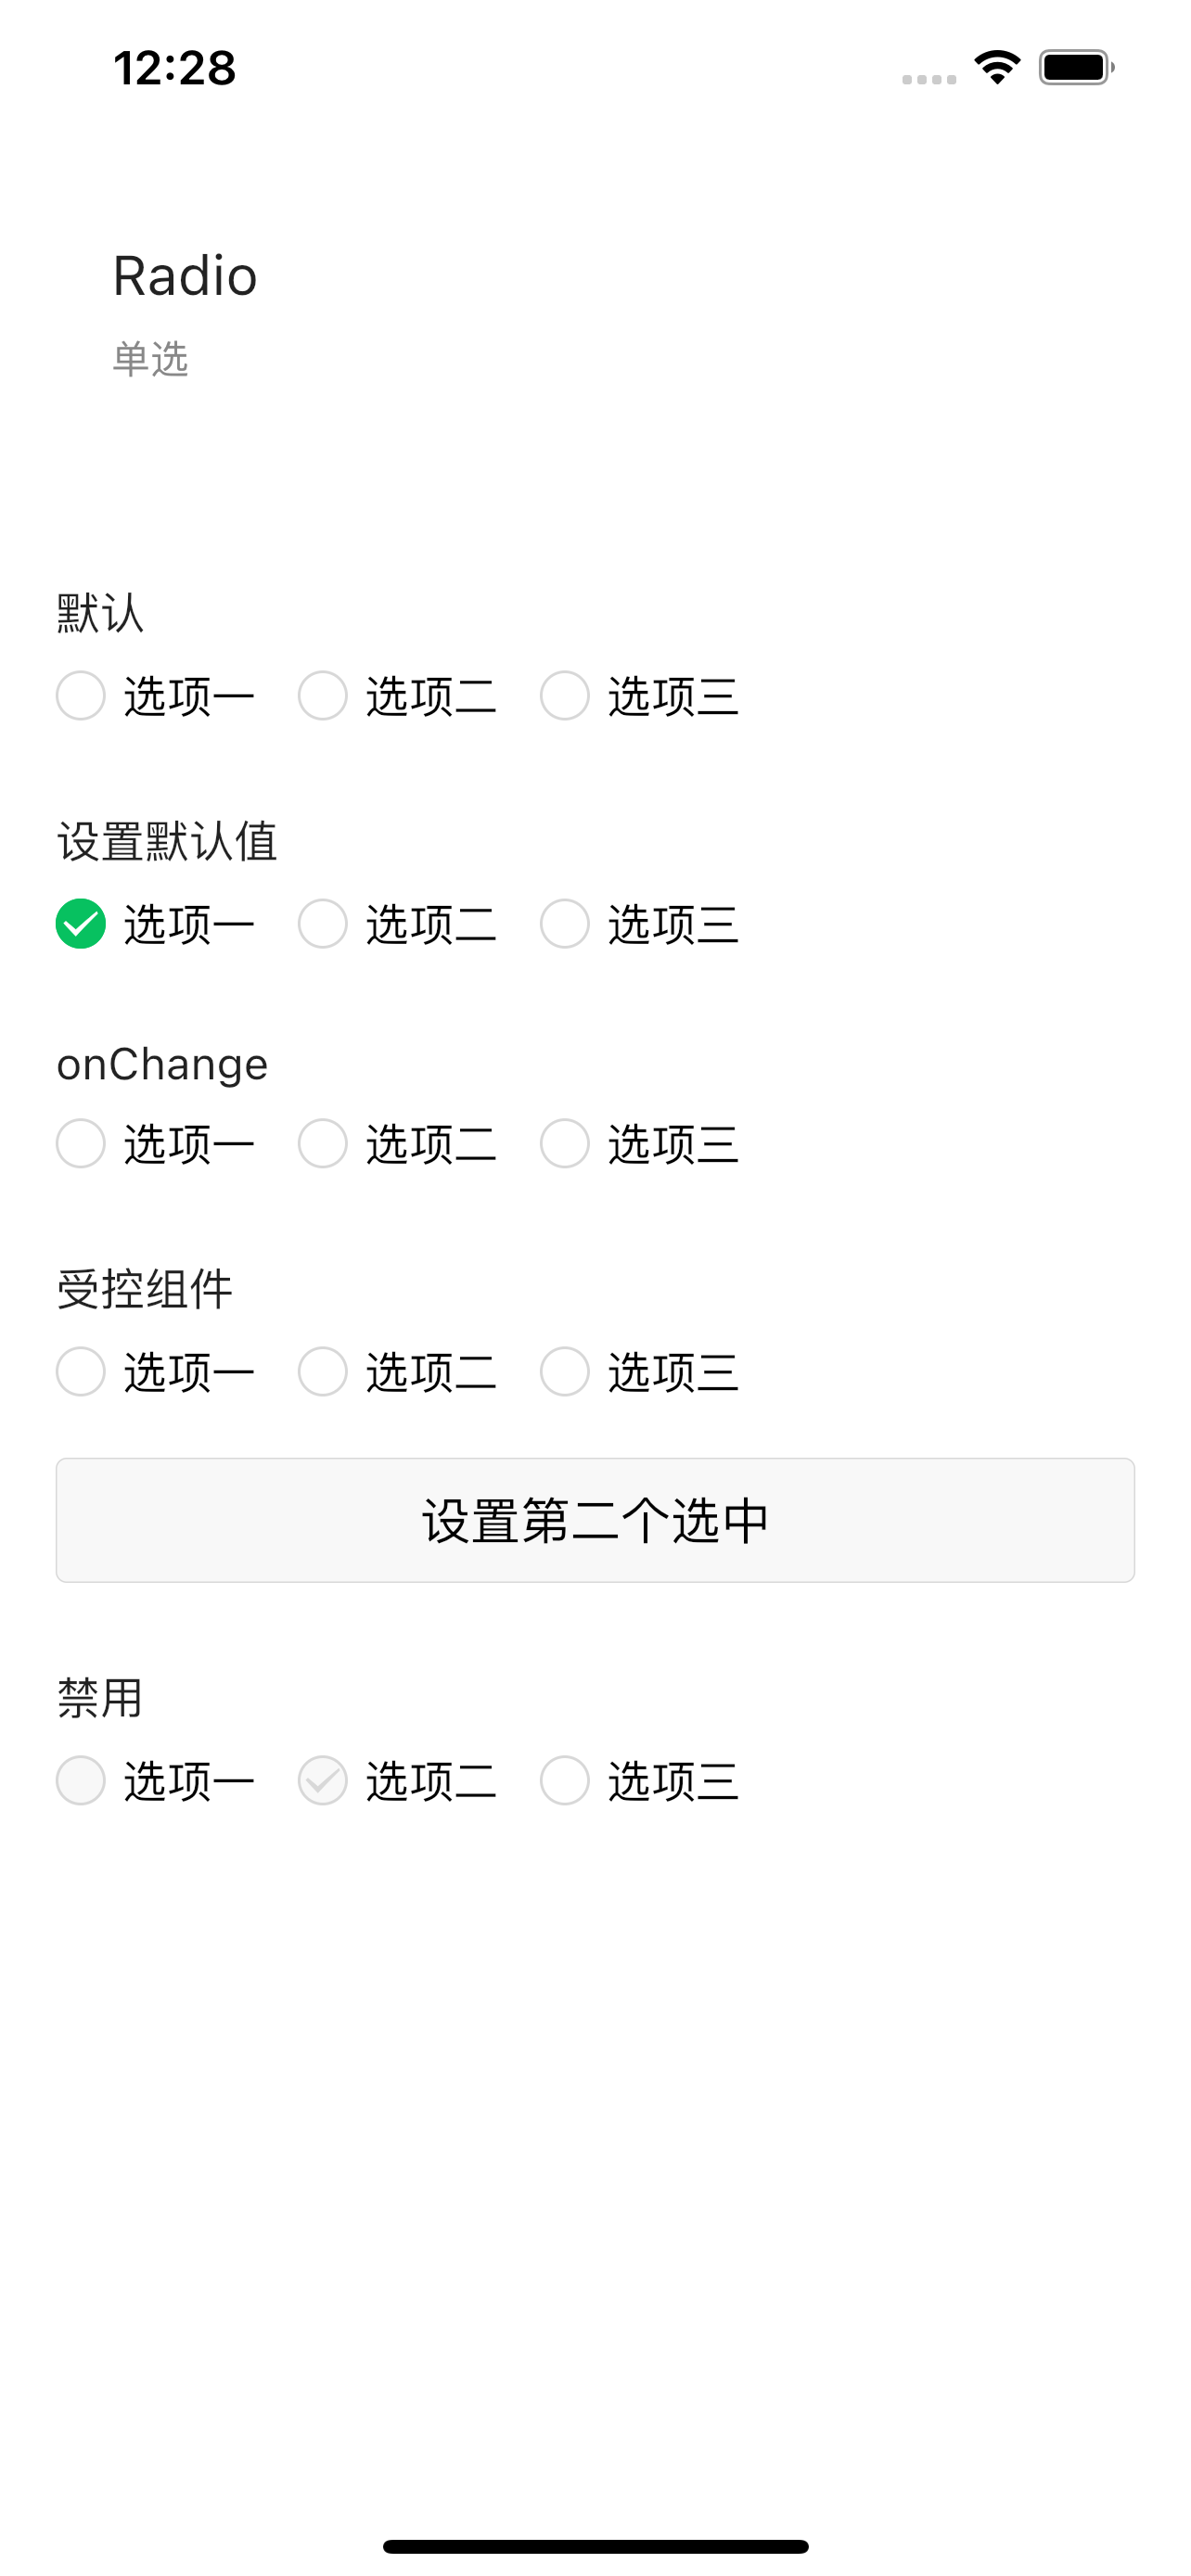 12:28
Radio
单选
默认
选项一 选项二 选项三
设置默认值
选项一 选项二 选项三
onChange
选项一 选项二 选项三
受控组件
选项一 选项二 选项三
设置第二个选中
禁用
选项一 选项二 选项三